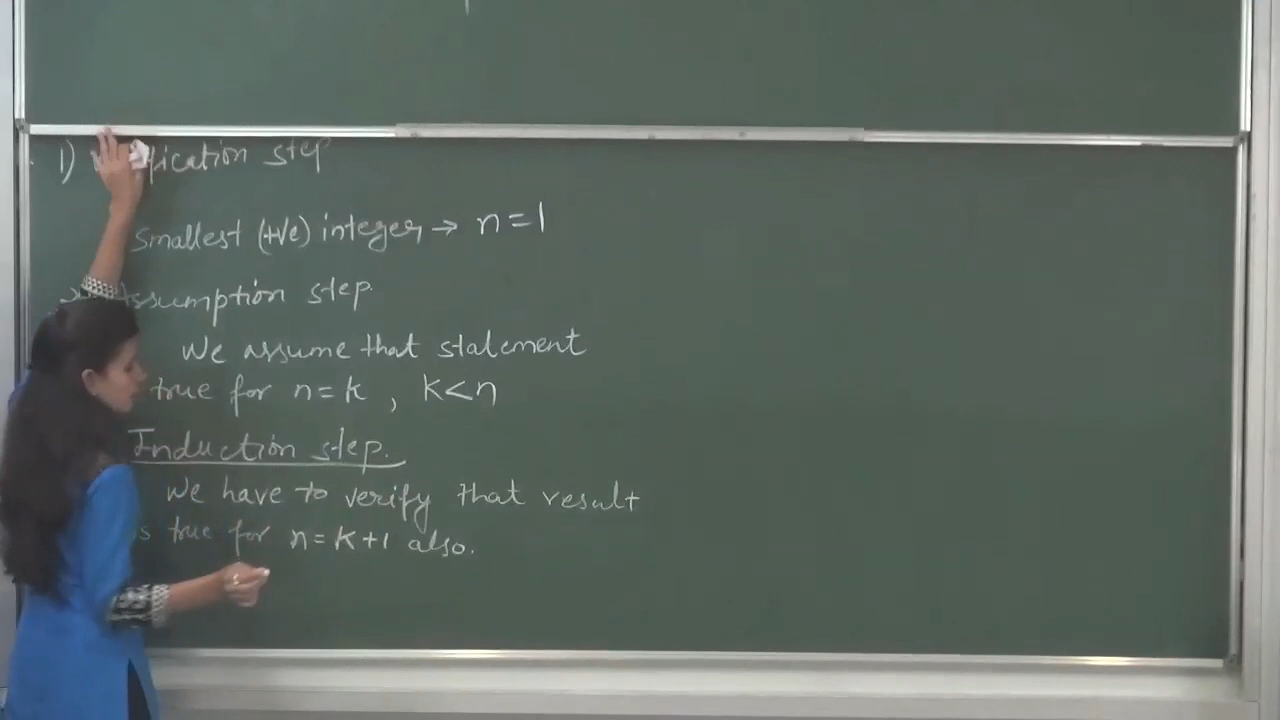 1) Verification step
Smallest (+ve) integer → n=1
Assumption step
We assume that statement
true for n=k , k<n
Induction step.
We have to verify that result
is true for n=k+1 also.